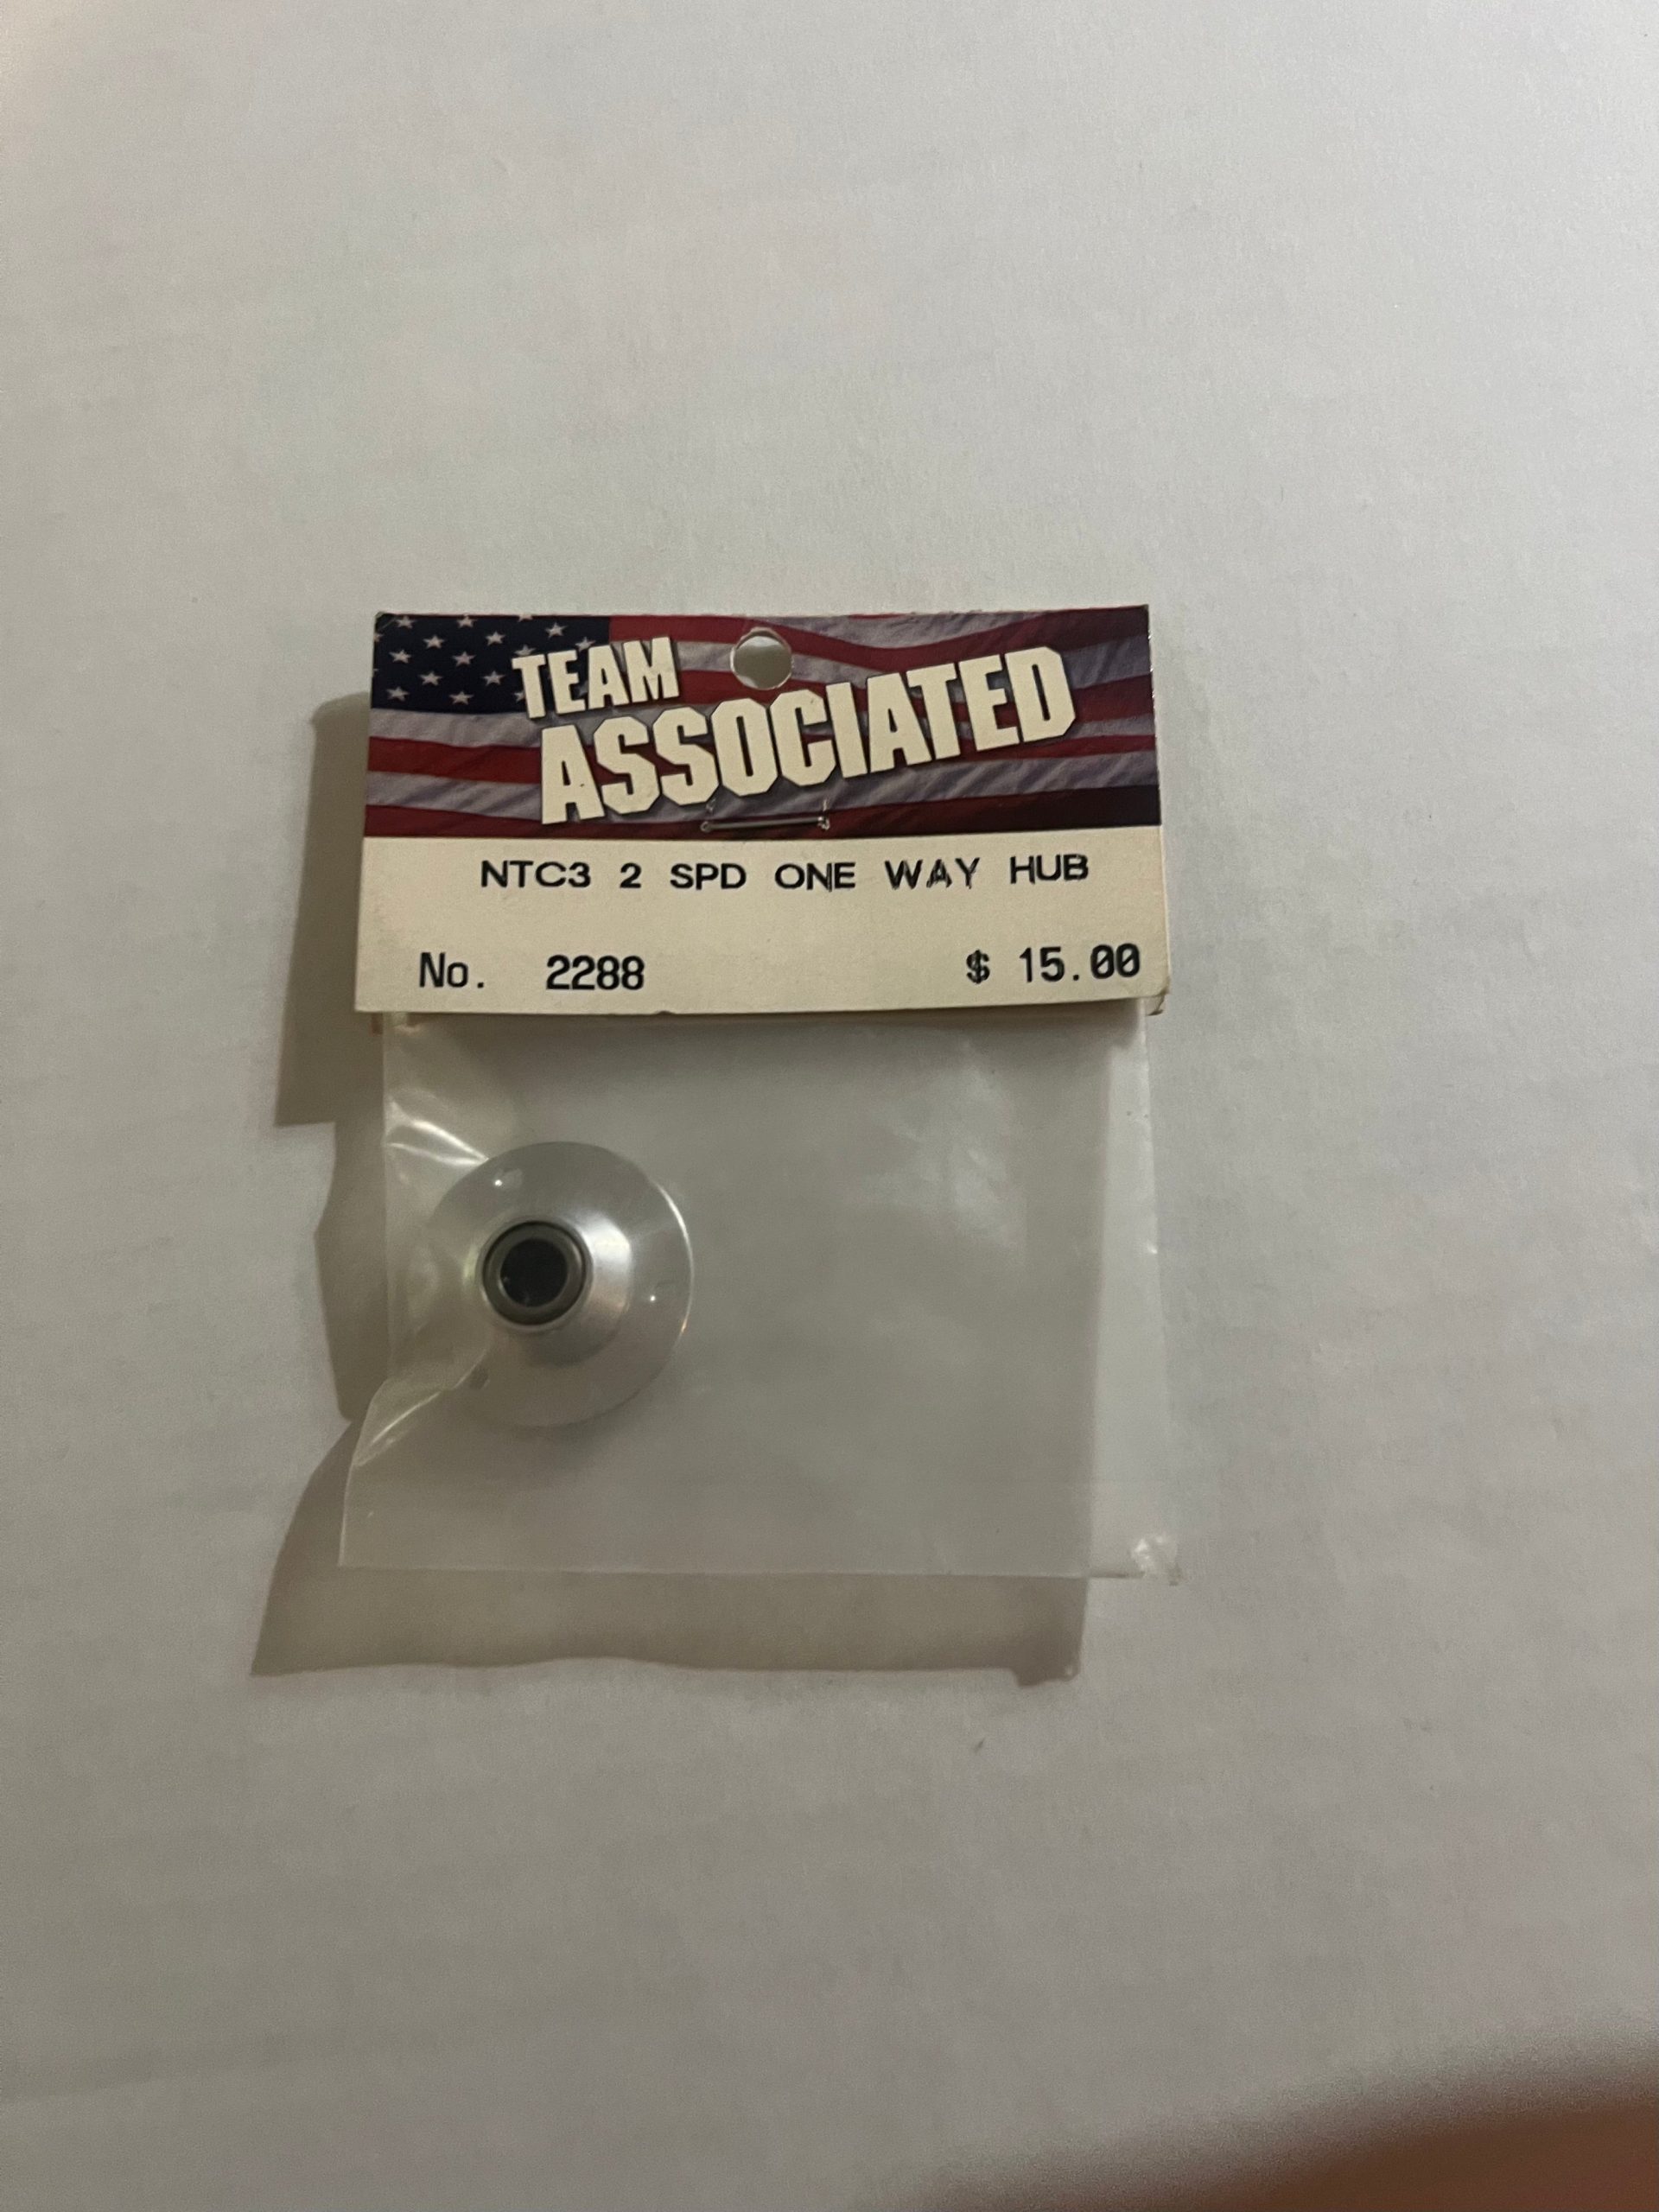 TEAM
ASSOCIATED
NTC3 2 SPD ONE WAY HUB
No. 2288 $ 15.00